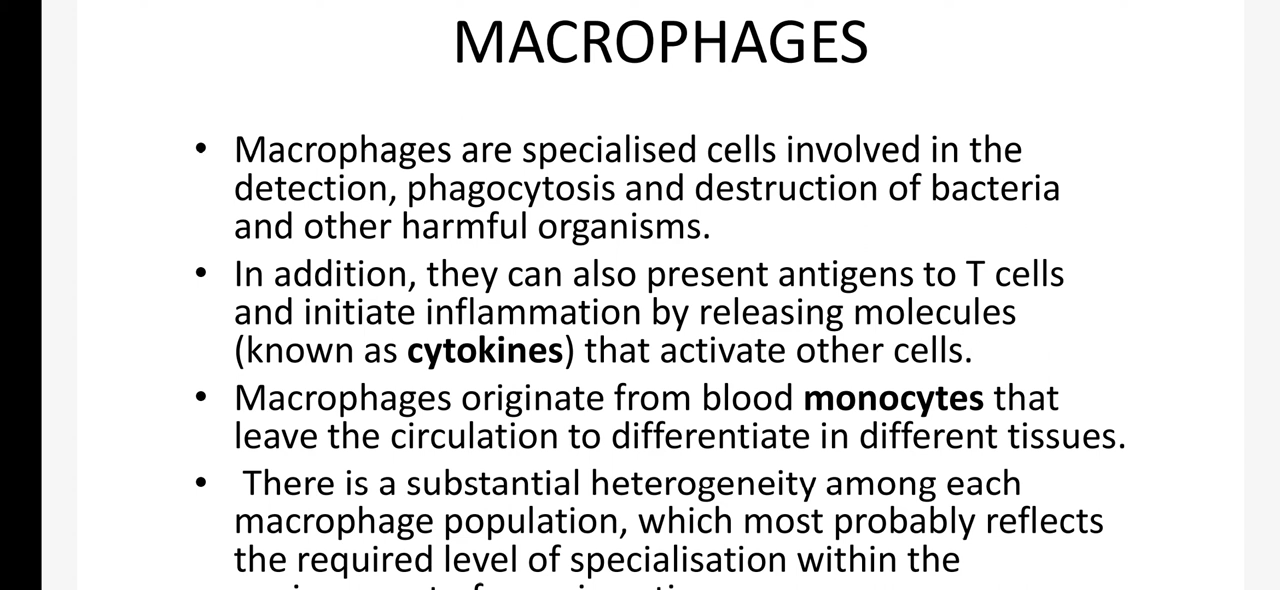 MACROPHAGES
• Macrophages are specialised cells involved in the
detection, phagocytosis and destruction of bacteria
and other harmful organisms.
• In addition, they can also present antigens to T cells
and initiate inflammation by releasing molecules
(known as cytokines) that activate other cells.
• Macrophages originate from blood monocytes that
leave the circulation to differentiate in different tissues.
• There is a substantial heterogeneity among each
macrophage population, which most probably reflects
the required level of specialisation within the